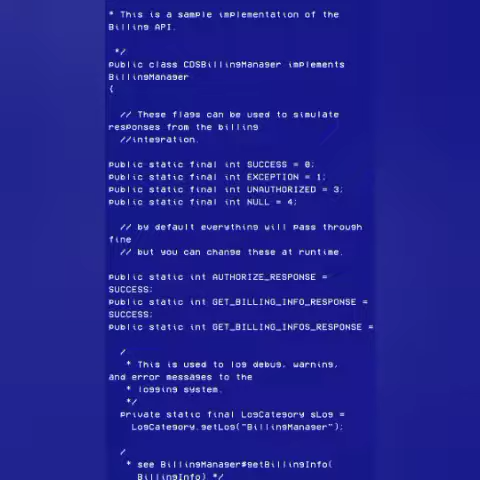 * This is a sample implementation of the
Billing API.
*/
public class CDSBillingManager implements
BillingManager
{
// These flags can be used to simulate
responses from the billing
//integration.
public static final int SUCCESS = 0;
public static final int EXCEPTION = 1;
public static final int UNAUTHORIZED = 3;
public static final int NULL = 4;
// by default everything will pass through
fine
// but you can change these at runtime.
public static int AUTHORIZE_RESPONSE =
SUCCESS;
public static int GET_BILLING_INFO_RESPONSE =
SUCCESS;
public static int GET_BILLING_INFOS_RESPONSE =
/
* This is used to log debug, warning,
and error messages to the
* logging system.
*/
private static final LogCategory sLog =
LogCategory.getLog("BillingManager");
/
* see BillingManager#getBillingInfo(
BillingInfo) */